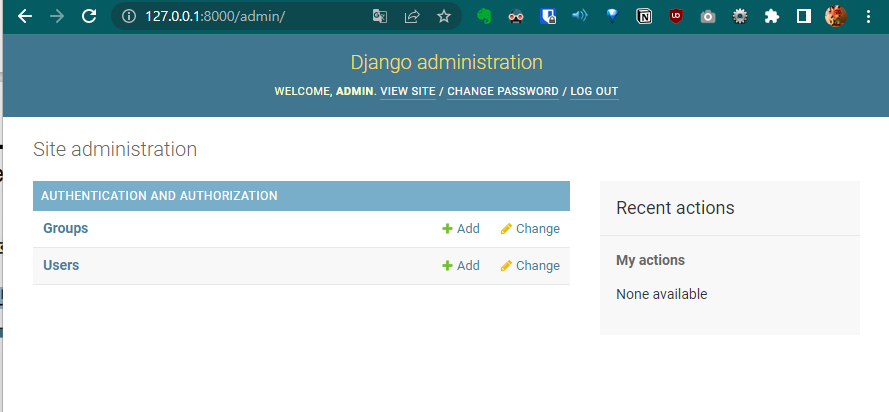 127.0.0.1:8000/admin/
Django administration
WELCOME, ADMIN. VIEW SITE / CHANGE PASSWORD / LOG OUT
Site administration
AUTHENTICATION AND AUTHORIZATION
Groups Add Change
Users Add Change
Recent actions
My actions
None available